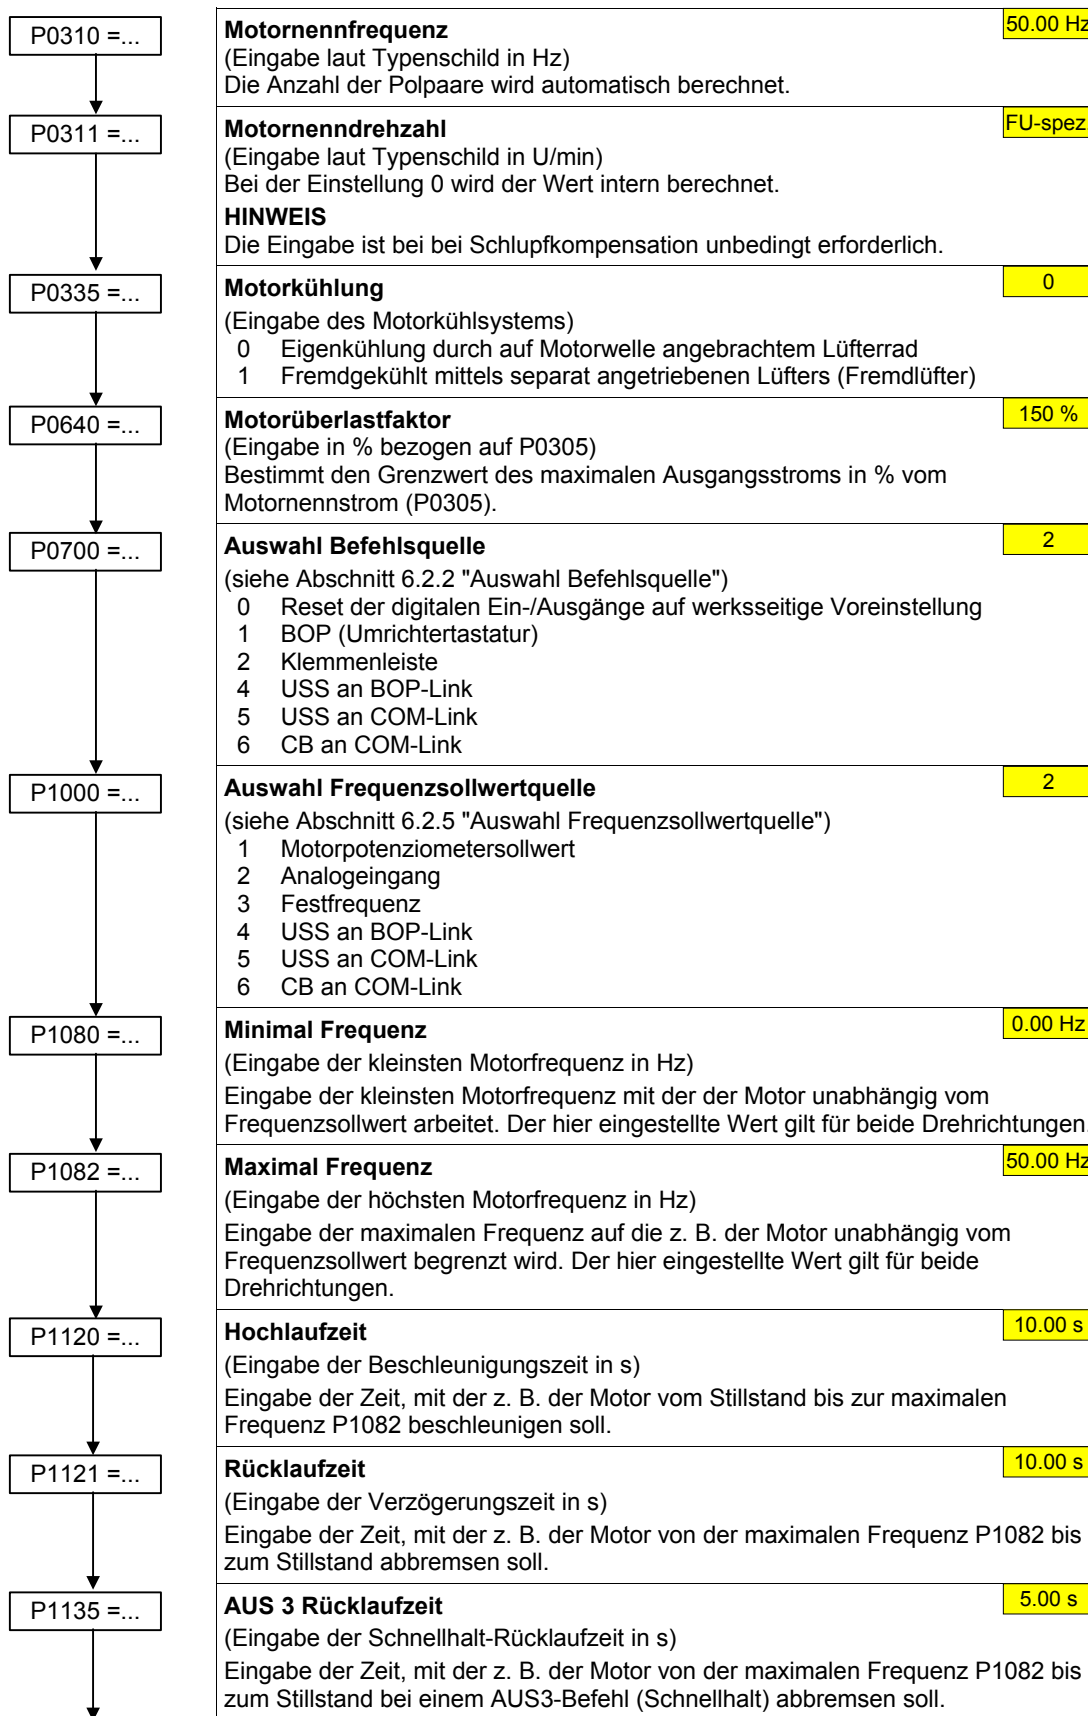 P0310 =...
Motornennfrequenz
50.00 Hz
(Eingabe laut Typenschild in Hz)
Die Anzahl der Polpaare wird automatisch berechnet.
P0311 =...
Motornenndrehzahl
FU-spez
(Eingabe laut Typenschild in U/min)
Bei der Einstellung 0 wird der Wert intern berechnet.
HINWEIS
Die Eingabe ist bei bei Schlupfkompensation unbedingt erforderlich.
P0335 =...
Motorkühlung
0
(Eingabe des Motorkühlsystems)
0 Eigenkühlung durch auf Motorwelle angebrachtem Lüfterrad
1 Fremdgekühlt mittels separat angetriebenen Lüfters (Fremdlüfter)
P0640 =...
Motorüberlastfaktor
150 %
(Eingabe in % bezogen auf P0305)
Bestimmt den Grenzwert des maximalen Ausgangsstroms in % vom
Motornennstrom (P0305).
P0700 =...
Auswahl Befehlsquelle
2
(siehe Abschnitt 6.2.2 "Auswahl Befehlsquelle")
0 Reset der digitalen Ein-/Ausgänge auf werksseitige Voreinstellung
1 BOP (Umrichtertastatur)
2 Klemmenleiste
4 USS an BOP-Link
5 USS an COM-Link
6 CB an COM-Link
P1000 =...
Auswahl Frequenzsollwertquelle
2
(siehe Abschnitt 6.2.5 "Auswahl Frequenzsollwertquelle")
1 Motorpotenziometersollwert
2 Analogeingang
3 Festfrequenz
4 USS an BOP-Link
5 USS an COM-Link
6 CB an COM-Link
P1080 =...
Minimal Frequenz
0.00 Hz
(Eingabe der kleinsten Motorfrequenz in Hz)
Eingabe der kleinsten Motorfrequenz mit der der Motor unabhängig vom
Frequenzsollwert arbeitet. Der hier eingestellte Wert gilt für beide Drehrichtungen.
P1082 =...
Maximal Frequenz
50.00 Hz
(Eingabe der höchsten Motorfrequenz in Hz)
Eingabe der maximalen Frequenz auf die z. B. der Motor unabhängig vom
Frequenzsollwert begrenzt wird. Der hier eingestellte Wert gilt für beide
Drehrichtungen.
P1120 =...
Hochlaufzeit
10.00 s
(Eingabe der Beschleunigungszeit in s)
Eingabe der Zeit, mit der z. B. der Motor vom Stillstand bis zur maximalen
Frequenz P1082 beschleunigen soll.
P1121 =...
Rücklaufzeit
10.00 s
(Eingabe der Verzögerungszeit in s)
Eingabe der Zeit, mit der z. B. der Motor von der maximalen Frequenz P1082 bis
zum Stillstand abbremsen soll.
P1135 =...
AUS 3 Rücklaufzeit
5.00 s
(Eingabe der Schnellhalt-Rücklaufzeit in s)
Eingabe der Zeit, mit der z. B. der Motor von der maximalen Frequenz P1082 bis
zum Stillstand bei einem AUS3-Befehl (Schnellhalt) abbremsen soll.